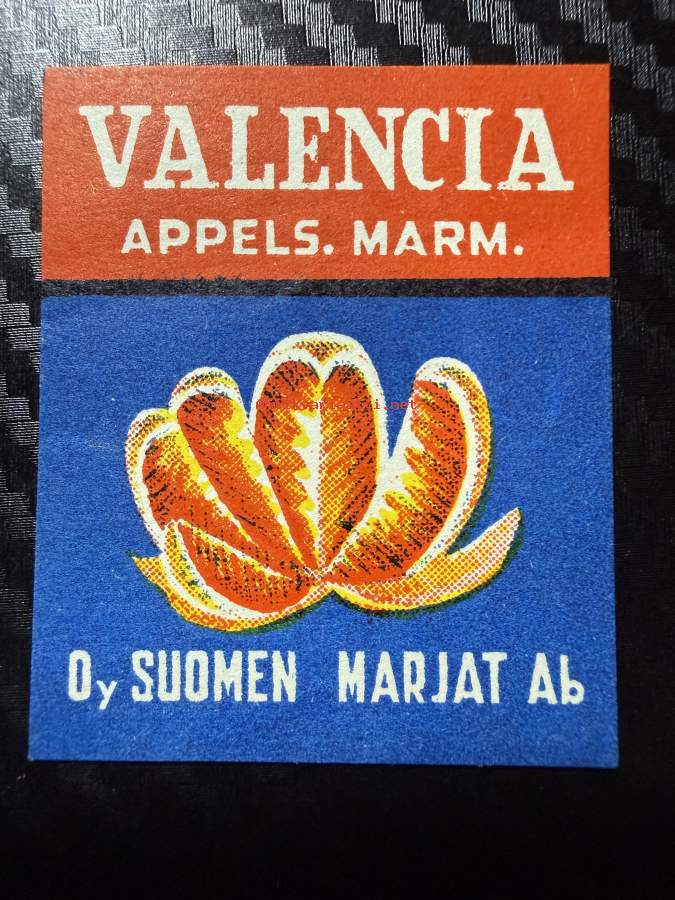 VALENCIA
APPELS. MARM.
Oy SUOMEN MARJAT Ab